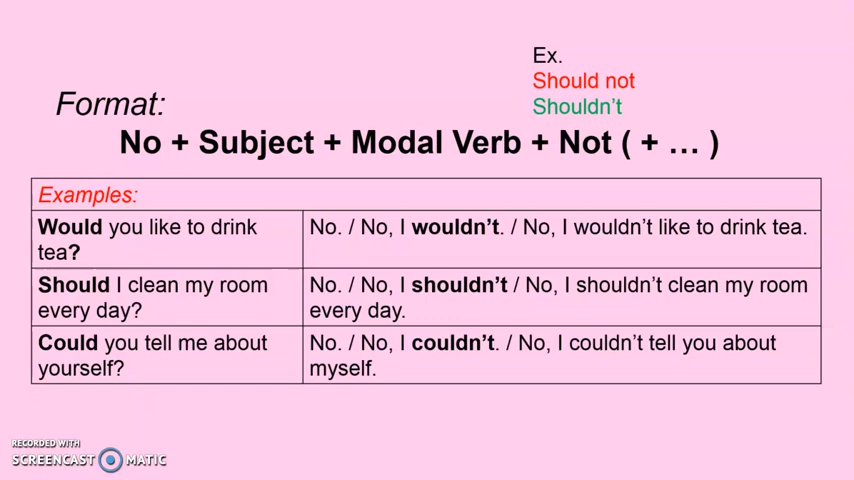 Ex.
Should not
Shouldn't
Format:
No + Subject + Modal Verb + Not ( + … )
Examples:
Would you like to drink
tea?
No. / No, I wouldn't. / No, I wouldn't like to drink tea.
Should I clean my room
every day?
No. / No, I shouldn't / No, I shouldn't clean my room
every day.
Could you tell me about
yourself?
No. / No, I couldn't. / No, I couldn't tell you about
myself.
RECORDED WITH
SCREENCAST MATIC